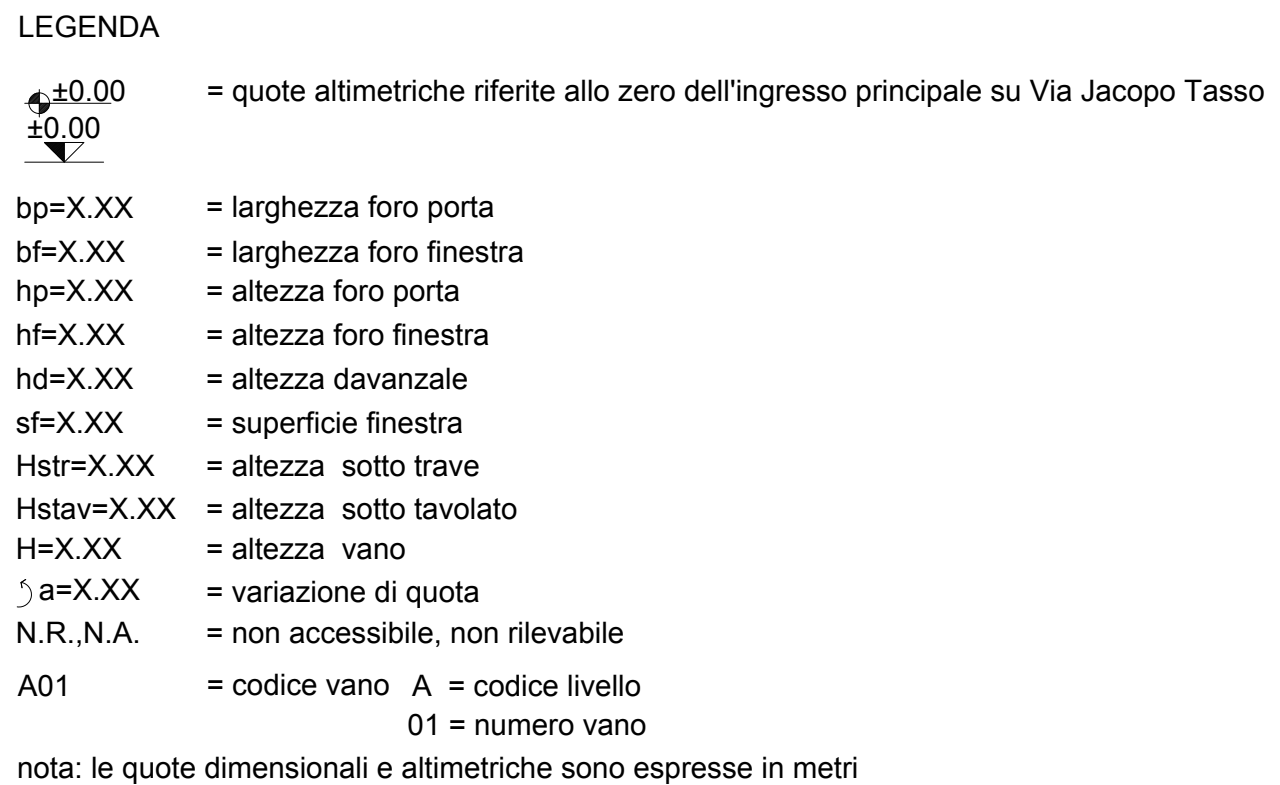 LEGENDA
±0.00 = quote altimetriche riferite allo zero dell'ingresso principale su Via Jacopo Tasso
±0.00
bp=X.XX = larghezza foro porta
bf=X.XX = larghezza foro finestra
hp=X.XX = altezza foro porta
hf=X.XX = altezza foro finestra
hd=X.XX = altezza davanzale
sf=X.XX = superficie finestra
Hstr=X.XX = altezza sotto trave
Hstav=X.XX = altezza sotto tavolato
H=X.XX = altezza vano
a=X.XX = variazione di quota
N.R.,N.A. = non accessibile, non rilevabile
A01 = codice vano A = codice livello
01 = numero vano
nota: le quote dimensionali e altimetriche sono espresse in metri